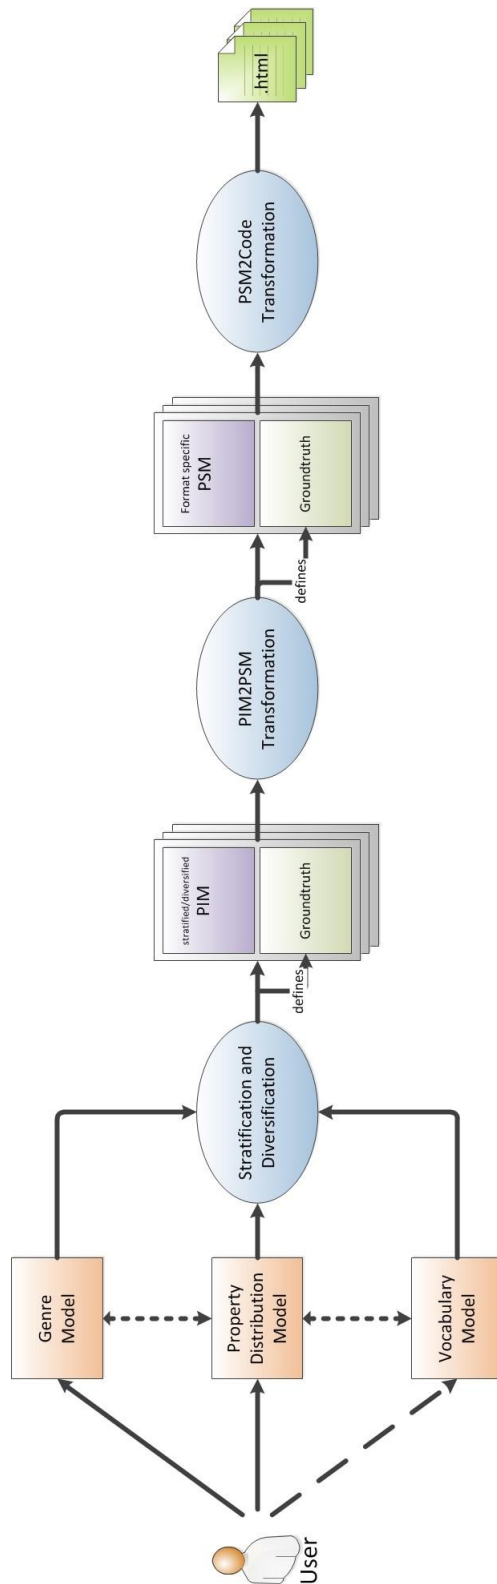 User
Genre
Model
Property
Distribution
Model
Vocabulary
Model
Stratification and
Diversification
defines
stratified/diversified
PIM
Groundtruth
PIM2PSM
Transformation
defines
Format specific
PSM
Groundtruth
PSM2Code
Transformation
.html